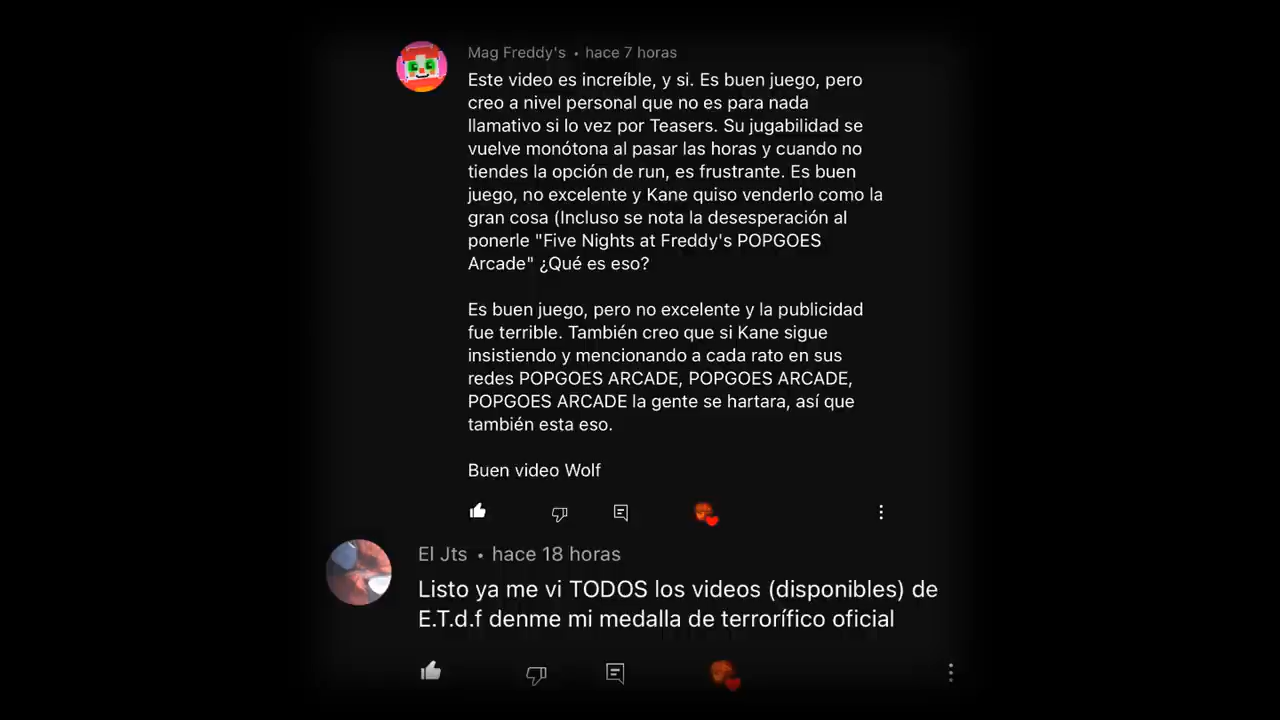 Mag Freddy's • hace 7 horas
Este video es increíble, y si. Es buen juego, pero
creo a nivel personal que no es para nada
llamativo si lo vez por Teasers. Su jugabilidad se
vuelve monótona al pasar las horas y cuando no
tiendes la opción de run, es frustrante. Es buen
juego, no excelente y Kane quiso venderlo como la
gran cosa (Incluso se nota la desesperación al
ponerle "Five Nights at Freddy's POPGOES
Arcade" ¿Qué es eso?
Es buen juego, pero no excelente y la publicidad
fue terrible. También creo que si Kane sigue
insistiendo y mencionando a cada rato en sus
redes POPGOES ARCADE, POPGOES ARCADE,
POPGOES ARCADE la gente se hartara, así que
también esta eso.
Buen video Wolf
El Jts • hace 18 horas
Listo ya me vi TODOS los videos (disponibles) de
E.T.d.f denme mi medalla de terrorífico oficial